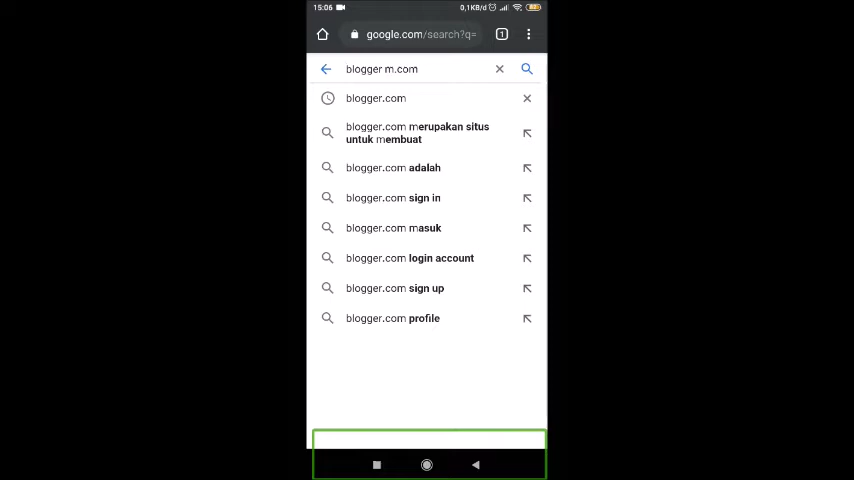 15:06 0,1KB/d
google.com/search?q=
1
blogger m.com
blogger.com
blogger.com merupakan situs
untuk membuat
blogger.com adalah
blogger.com sign in
blogger.com masuk
blogger.com login account
blogger.com sign up
blogger.com profile